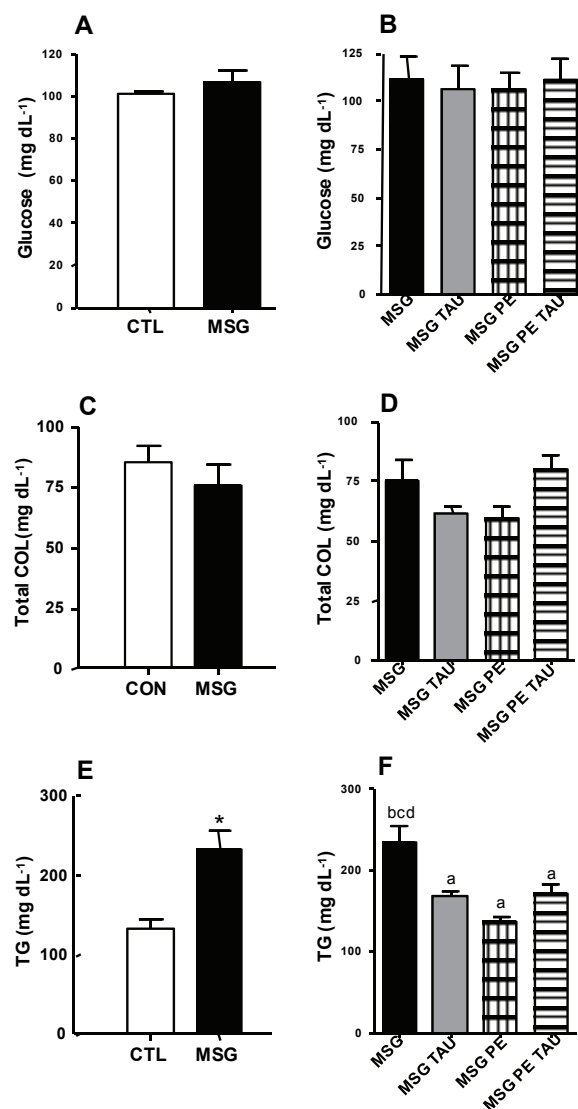 A
Glucose (mg dL-1)
120
100
80
60
40
20
0
CTL MSG
B
Glucose (mg dL-1)
125
100
75
50
25
0
MSG
MSG TAU
MSG PE
MSG PE TAU
C
Total COL(mg dL-1)
100
75
50
25
0
CON MSG
D
Total COL (mg dL-1)
100
75
50
25
0
MSG
MSG TAU
MSG PE
MSG PE TAU
E
TG (mg dL-1)
300
200
100
0
*
CTL MSG
F
TG (mg dL-1)
300
200
100
0
bcd
a
a
a
MSG
MSG TAU
MSG PE
MSG PE TAU